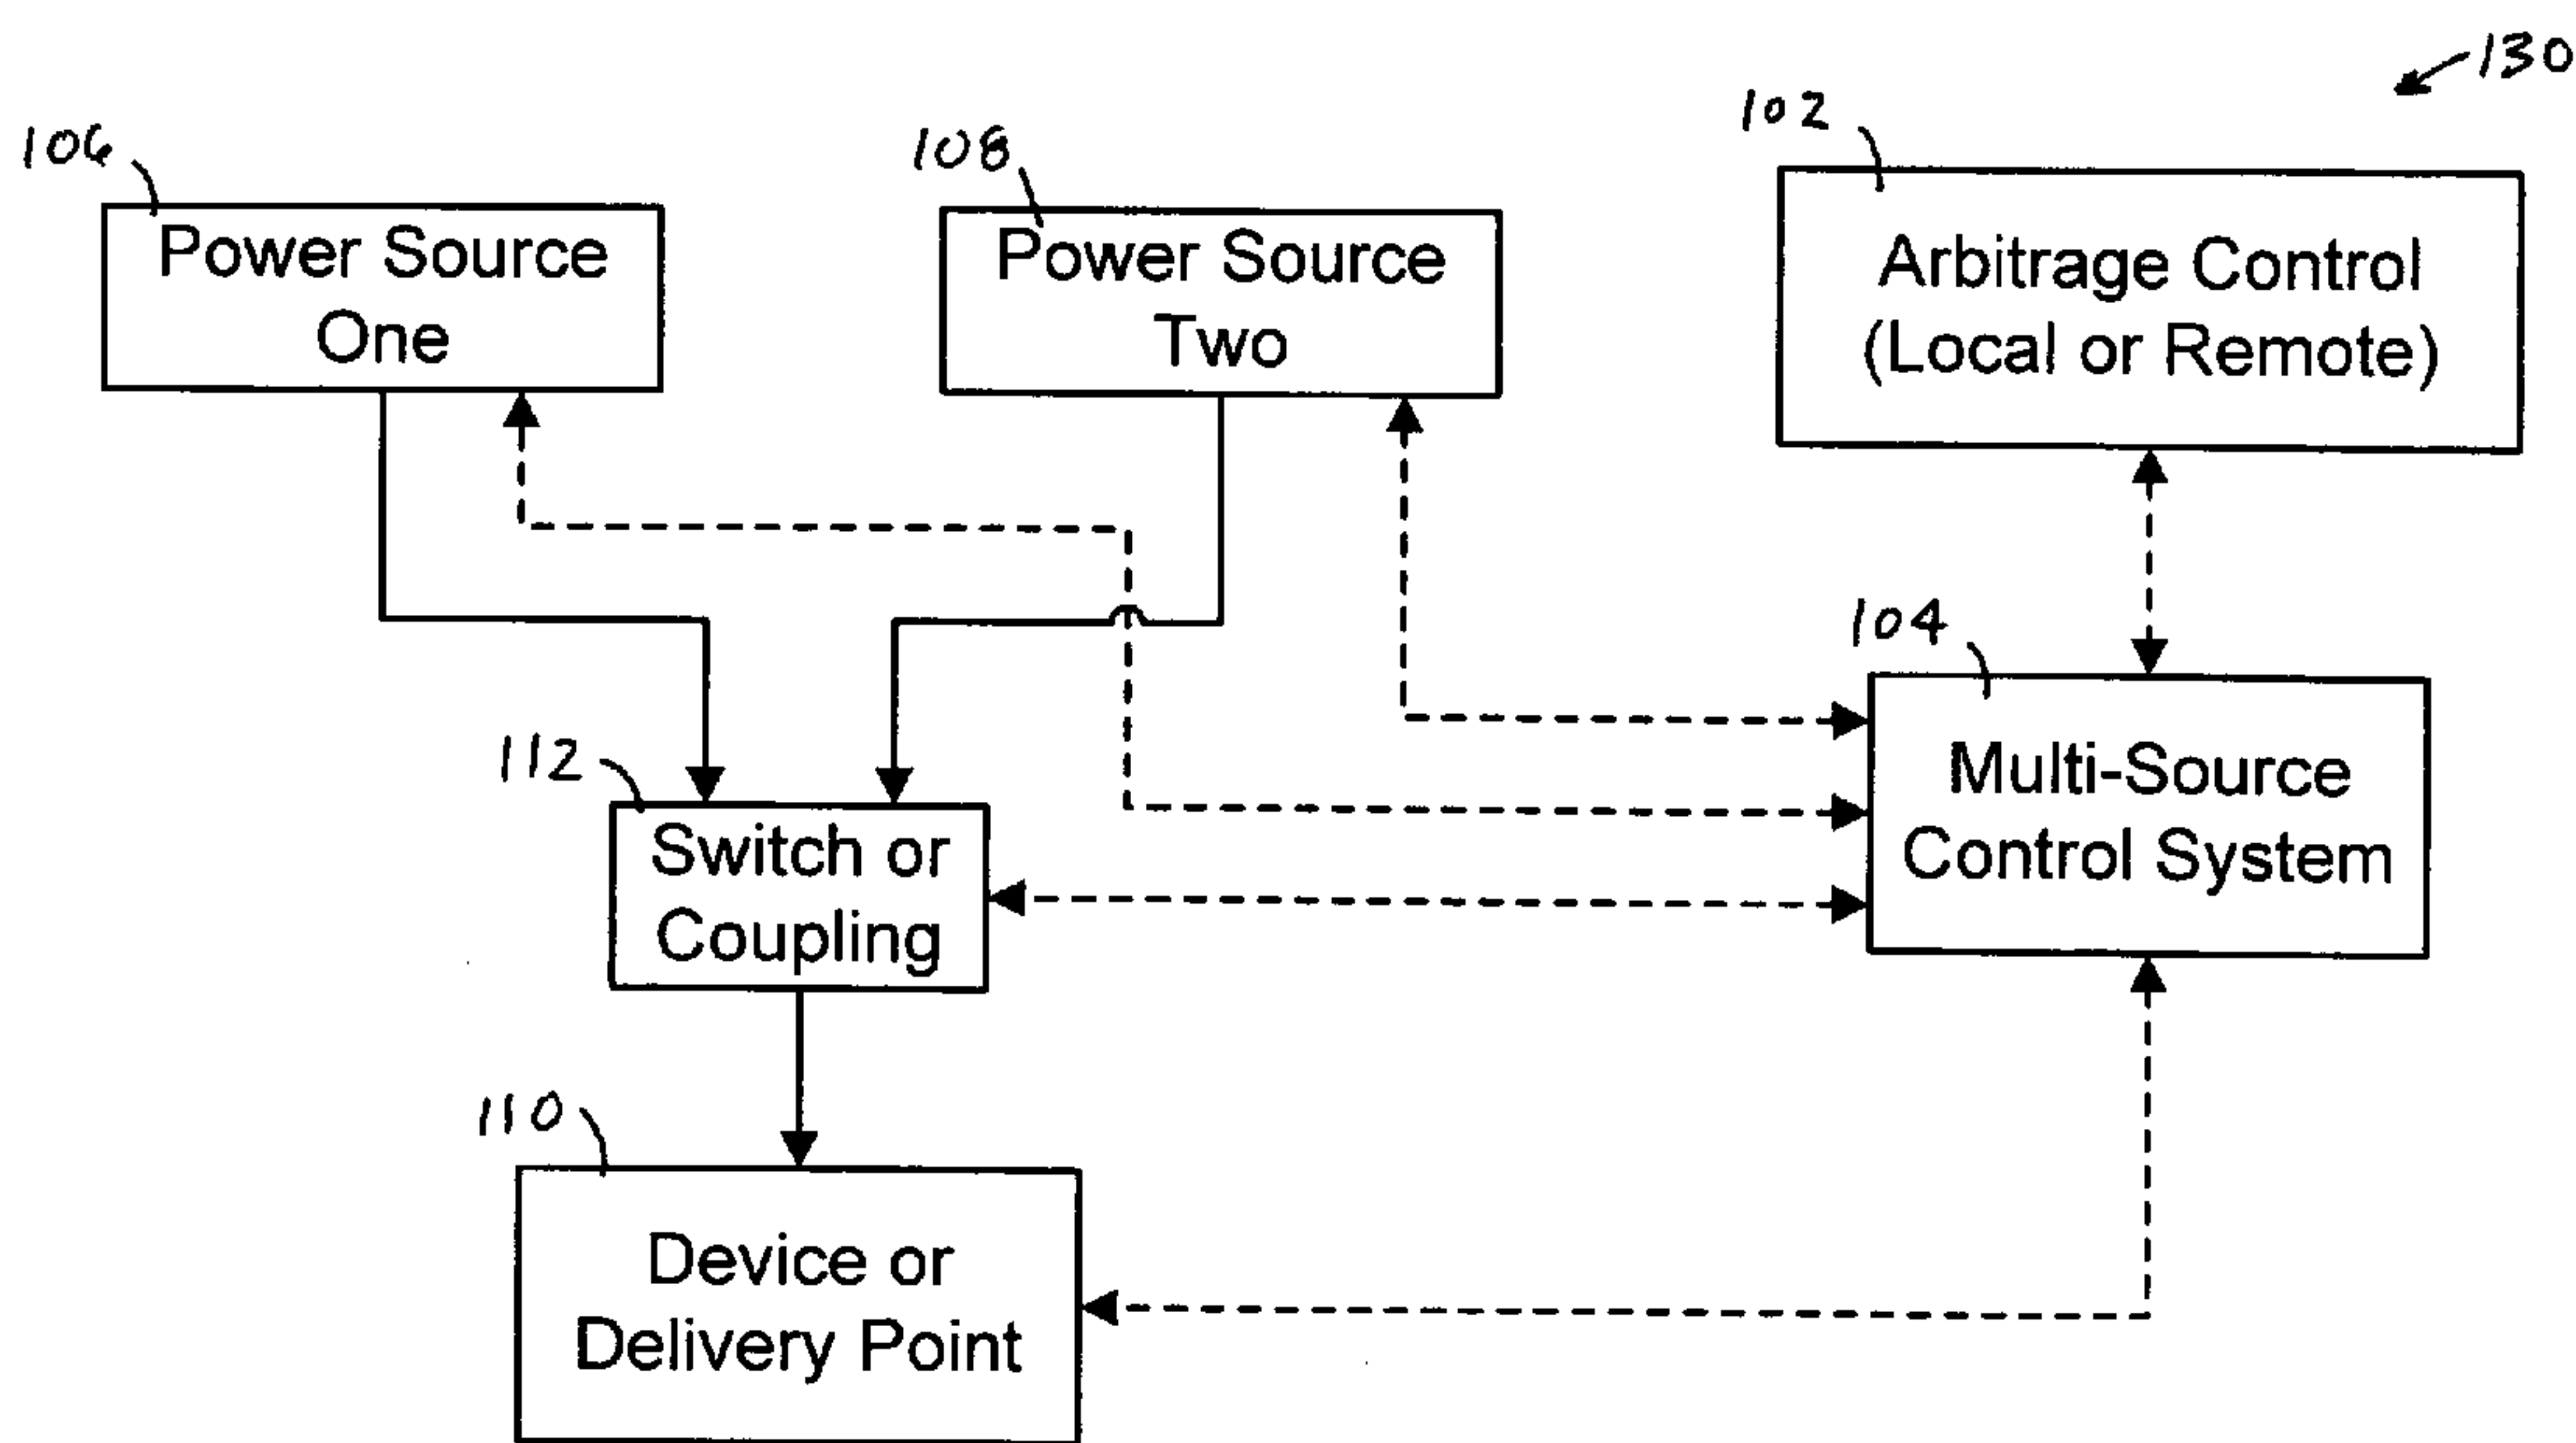 130
106
108
102
Power Source
One
Power Source
Two
Arbitrage Control
(Local or Remote)
104
112
Multi-Source
Control System
Switch or
Coupling
110
Device or
Delivery Point